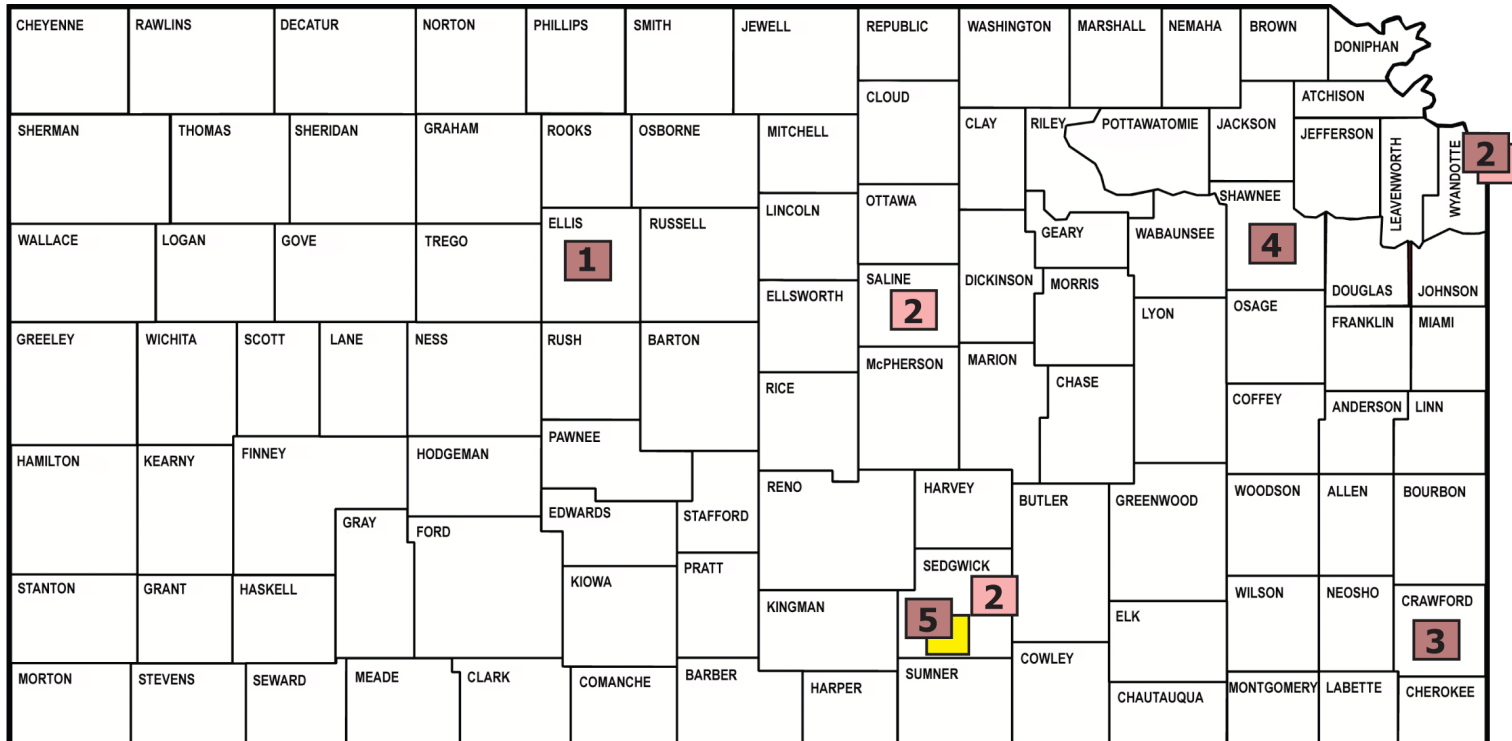 CHEYENNE
RAWLINS
DECATUR
NORTON
PHILLIPS
SMITH
JEWELL
REPUBLIC
WASHINGTON
MARSHALL
NEMAHA
BROWN
DONIPHAN
CLOUD
ATCHISON
SHERMAN
THOMAS
SHERIDAN
GRAHAM
ROOKS
OSBORNE
MITCHELL
CLAY
RILEY
POTTAWATOMIE
JACKSON
JEFFERSON
LEAVENWORTH
WYANDOTTE
2
LINCOLN
OTTAWA
SHAWNEE
4
WALLACE
LOGAN
GOVE
TREGO
ELLIS
1
RUSSELL
GEARY
WABAUNSEE
ELLSWORTH
SALINE
2
DICKINSON
MORRIS
DOUGLAS
JOHNSON
LYON
OSAGE
FRANKLIN
MIAMI
GREELEY
WICHITA
SCOTT
LANE
NESS
RUSH
BARTON
RICE
McPHERSON
MARION
CHASE
COFFEY
ANDERSON
LINN
PAWNEE
HAMILTON
KEARNY
FINNEY
HODGEMAN
RENO
HARVEY
BUTLER
GREENWOOD
WOODSON
ALLEN
BOURBON
GRAY
FORD
EDWARDS
STAFFORD
STANTON
GRANT
HASKELL
KIOWA
PRATT
KINGMAN
SEDGWICK
2
5
ELK
WILSON
NEOSHO
CRAWFORD
3
MORTON
STEVENS
SEWARD
MEADE
CLARK
COMANCHE
BARBER
HARPER
SUMNER
COWLEY
CHAUTAUQUA
MONTGOMERY
LABETTE
CHEROKEE